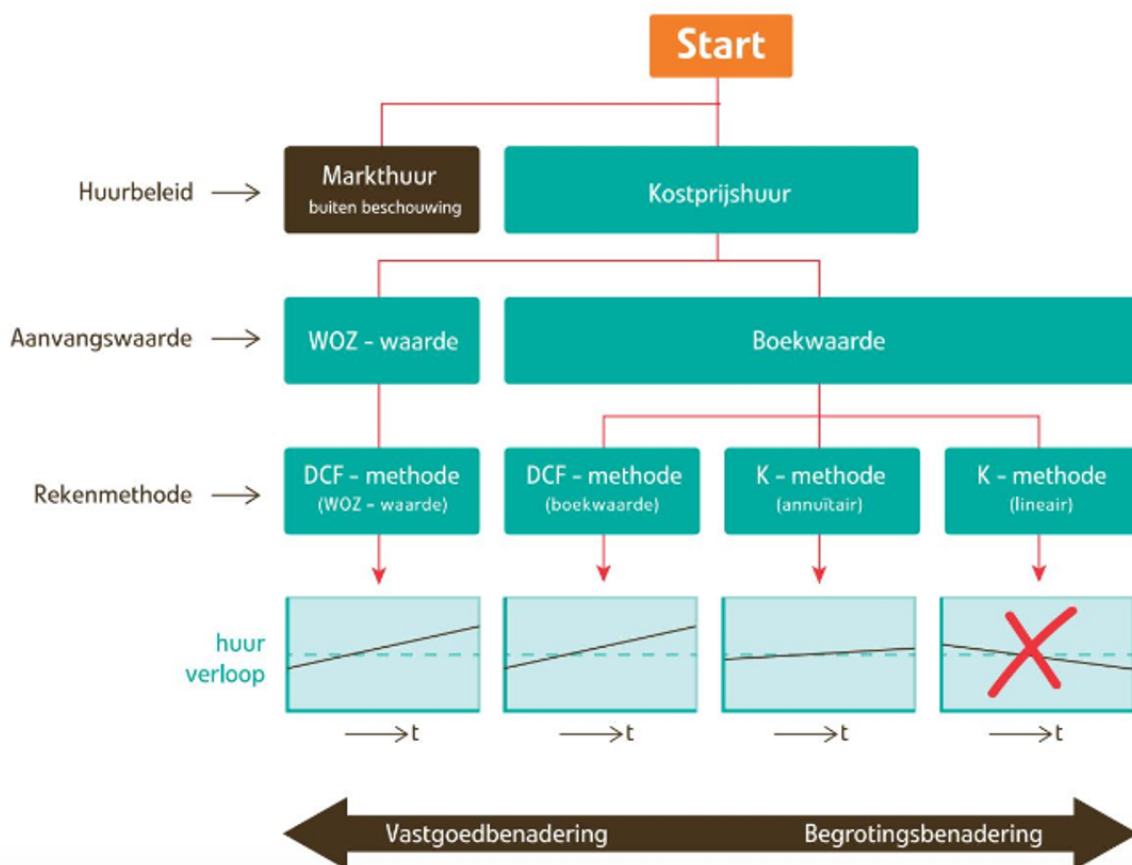 Start
Huurbeleid
Markthuur
buiten beschouwing
Kostprijshuur
Aanvangswaarde
WOZ - waarde
Boekwaarde
Rekenmethode
DCF - methode
(WOZ - waarde)
DCF - methode
(boekwaarde)
K - methode
(annuïtair)
K - methode
(lineair)
huur
verloop
t
t
t
t
Vastgoedbenadering
Begrotingsbenadering